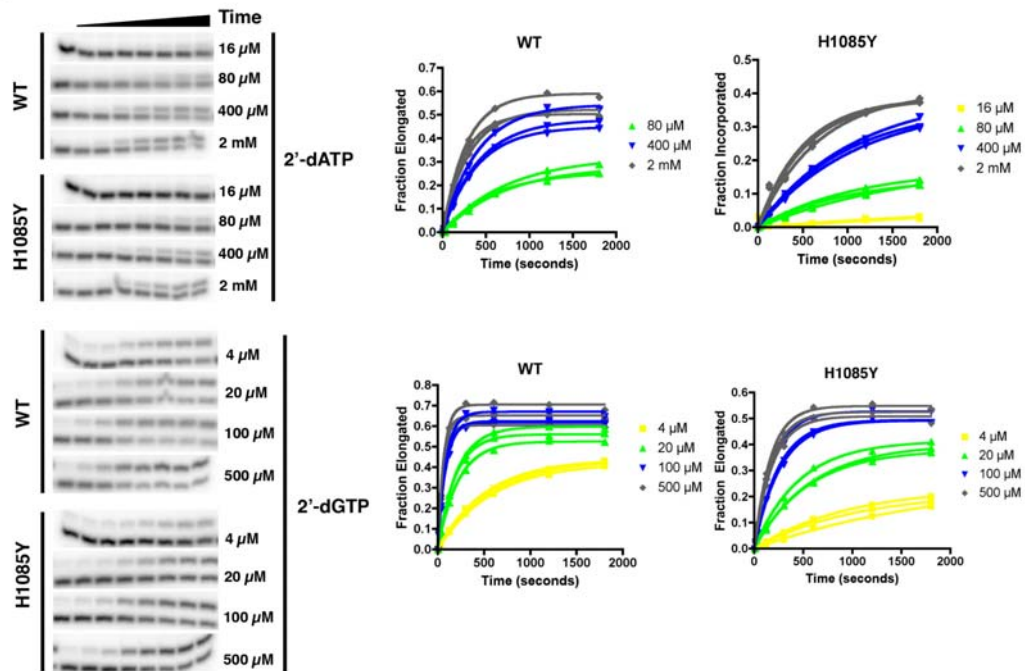 Time
WT
16 µM
80 µM
400 µM
2 mM
H1085Y
16 µM
80 µM
400 µM
2 mM
2'-dATP
WT
Fraction Elongated
0.7
0.6
0.5
0.4
0.3
0.2
0.1
0.0
0 500 1000 1500 2000
Time (seconds)
80 µM
400 µM
2 mM
H1085Y
Fraction Incorporated
0.5
0.4
0.3
0.2
0.1
0.0
0 500 1000 1500 2000
Time (seconds)
16 µM
80 µM
400 µM
2 mM
WT
4 µM
20 µM
100 µM
500 µM
H1085Y
4 µM
20 µM
100 µM
500 µM
2'-dGTP
WT
Fraction Elongated
0.8
0.7
0.6
0.5
0.4
0.3
0.2
0.1
0.0
0 500 1000 1500 2000
Time (seconds)
4 µM
20 µM
100 µM
500 µM
H1085Y
Fraction Elongated
0.7
0.6
0.5
0.4
0.3
0.2
0.1
0.0
0 500 1000 1500 2000
Time (seconds)
4 µM
20 µM
100 µM
500 µM